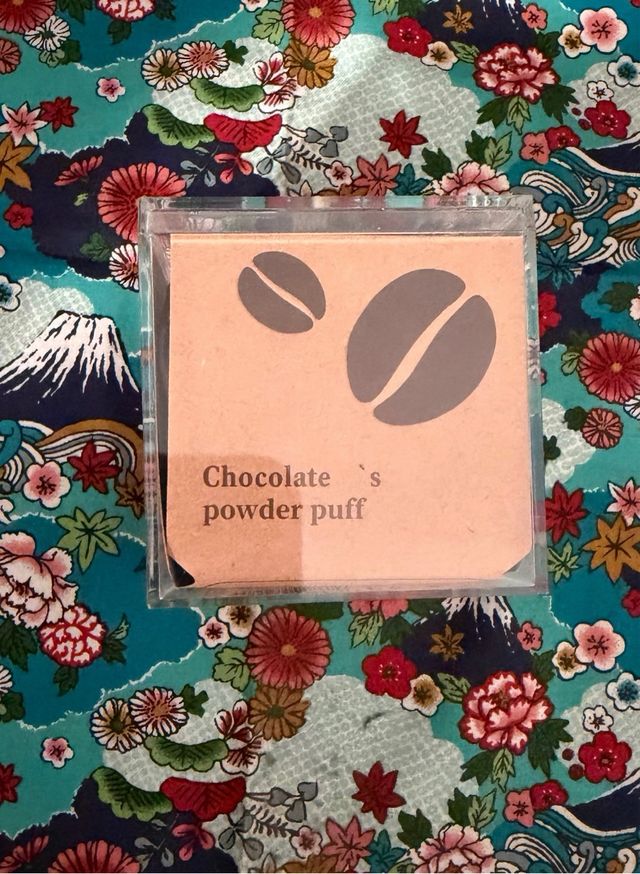 Chocolate `s
powder puff